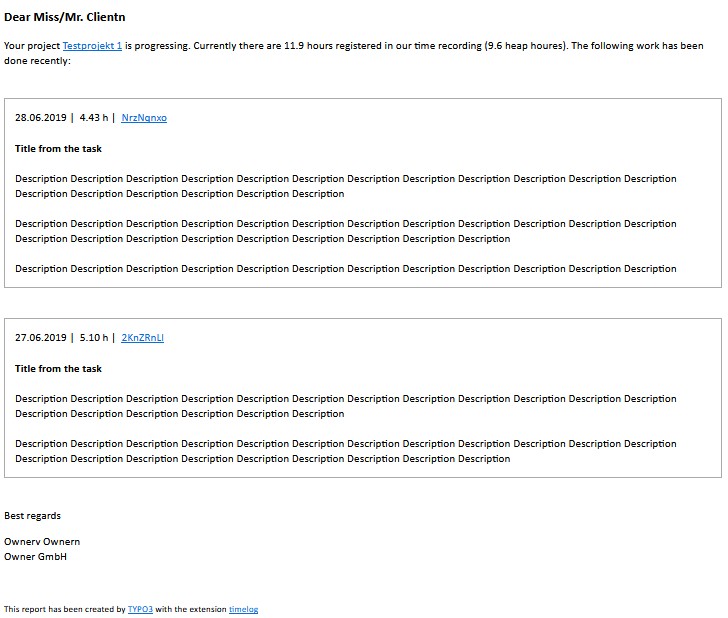 Dear Miss/Mr. Clientn
Your project Testprojekt 1 is progressing. Currently there are 11.9 hours registered in our time recording (9.6 heap houres). The following work has been
done recently:
28.06.2019 | 4.43 h | NrzNqnxo
Title from the task
Description Description Description Description Description Description Description Description Description Description Description Description
Description Description Description Description Description Description
Description Description Description Description Description Description Description Description Description Description Description Description
Description Description Description Description Description Description Description Description Description
Description Description Description Description Description Description Description Description Description Description Description Description
27.06.2019 | 5.10 h | 2KnZRnLl
Title from the task
Description Description Description Description Description Description Description Description Description Description Description Description
Description Description Description Description Description Description
Description Description Description Description Description Description Description Description Description Description Description Description
Description Description Description Description Description Description Description Description Description
Best regards
Ownerv Ownern
Owner GmbH
This report has been created by TYPO3 with the extension timelog